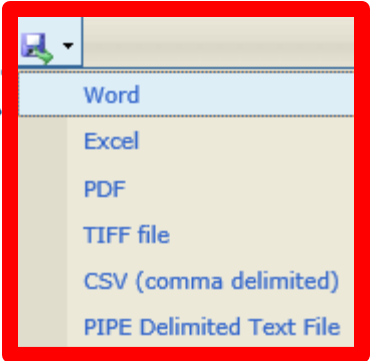 Word
Excel
PDF
TIFF file
CSV (comma delimited)
PIPE Delimited Text File